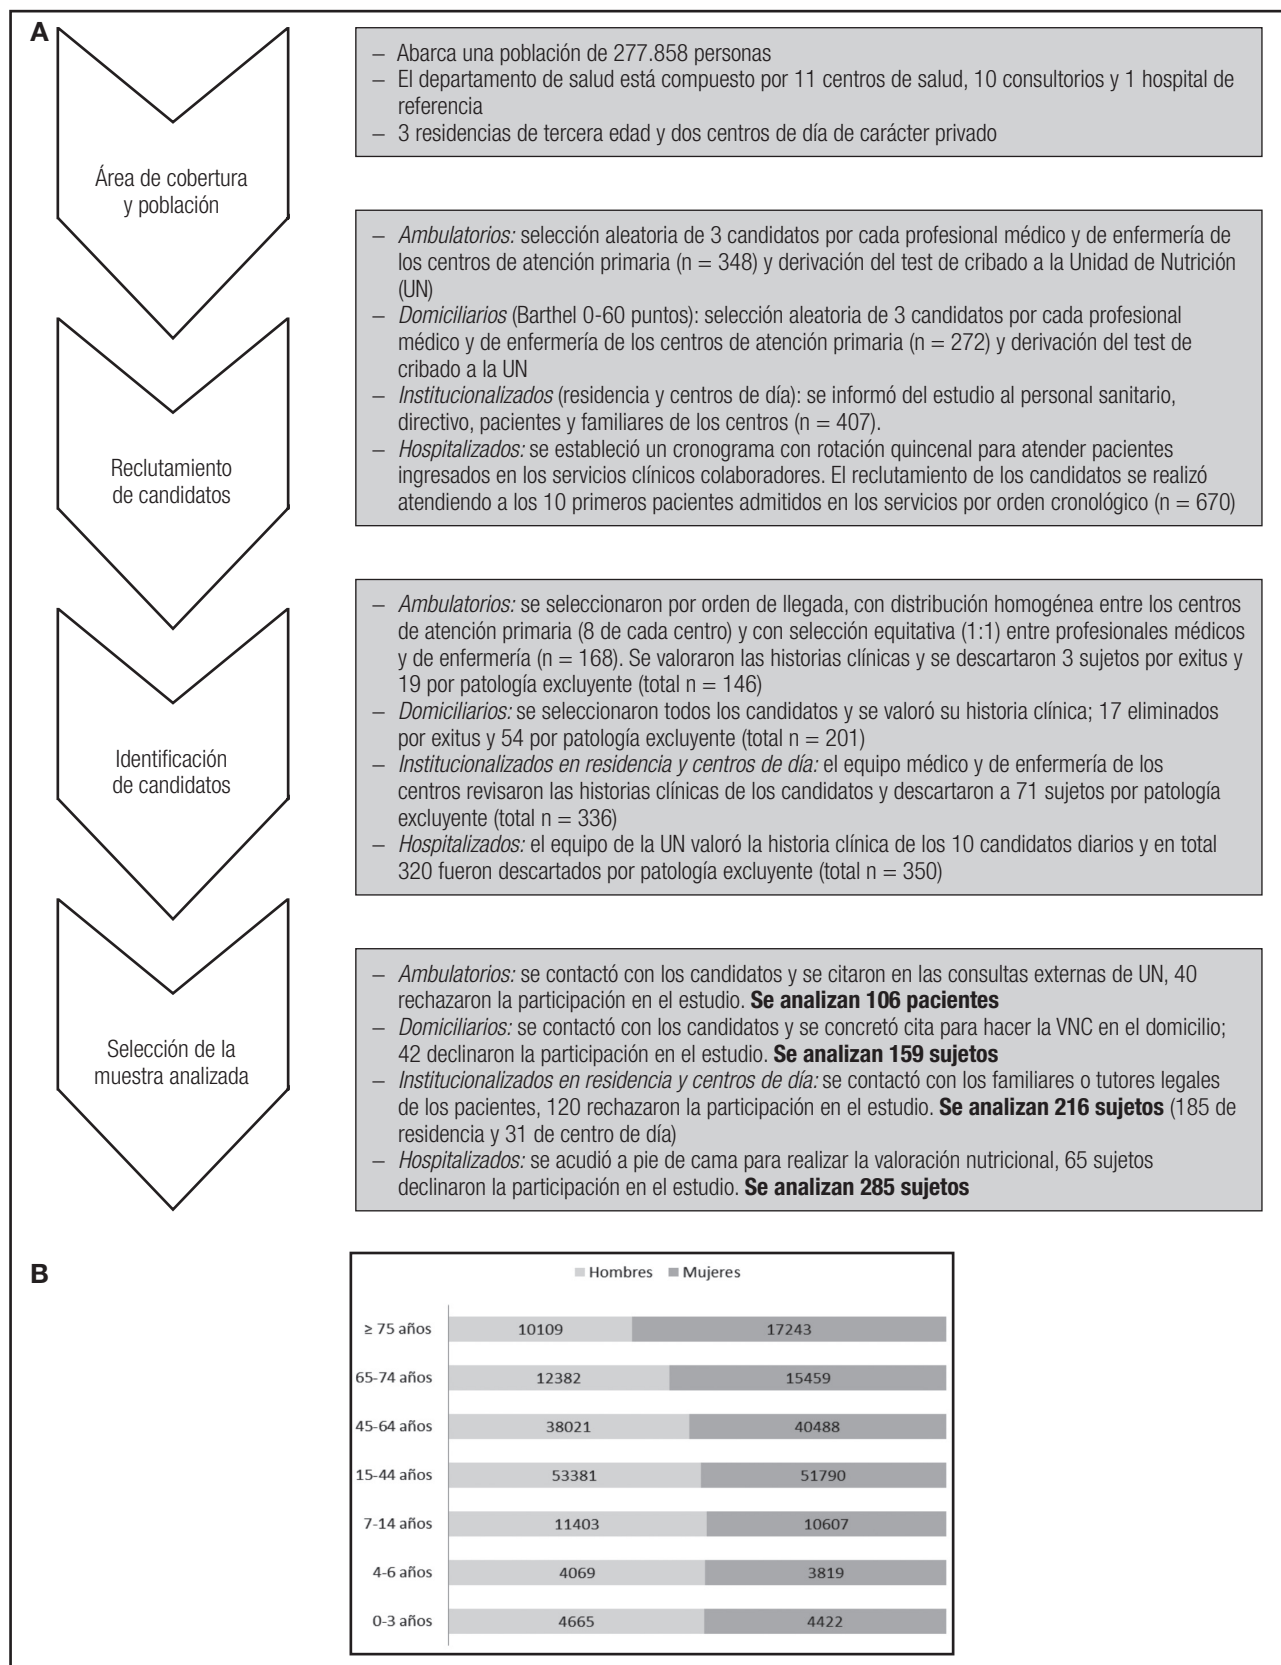 A
Área de cobertura
y población
– Abarca una población de 277.858 personas
– El departamento de salud está compuesto por 11 centros de salud, 10 consultorios y 1 hospital de
referencia
– 3 residencias de tercera edad y dos centros de día de carácter privado
Reclutamiento
de candidatos
– Ambulatorios: selección aleatoria de 3 candidatos por cada profesional médico y de enfermería de
los centros de atención primaria (n = 348) y derivación del test de cribado a la Unidad de Nutrición
(UN)
– Domiciliarios (Barthel 0-60 puntos): selección aleatoria de 3 candidatos por cada profesional
médico y de enfermería de los centros de atención primaria (n = 272) y derivación del test de
cribado a la UN
– Institucionalizados (residencia y centros de día): se informó del estudio al personal sanitario,
directivo, pacientes y familiares de los centros (n = 407).
– Hospitalizados: se estableció un cronograma con rotación quincenal para atender pacientes
ingresados en los servicios clínicos colaboradores. El reclutamiento de los candidatos se realizó
atendiendo a los 10 primeros pacientes admitidos en los servicios por orden cronológico (n = 670)
Identificación
de candidatos
– Ambulatorios: se seleccionaron por orden de llegada, con distribución homogénea entre los centros
de atención primaria (8 de cada centro) y con selección equitativa (1:1) entre profesionales médicos
y de enfermería (n = 168). Se valoraron las historias clínicas y se descartaron 3 sujetos por exitus y
19 por patología excluyente (total n = 146)
– Domiciliarios: se seleccionaron todos los candidatos y se valoró su historia clínica; 17 eliminados
por exitus y 54 por patología excluyente (total n = 201)
– Institucionalizados en residencia y centros de día: el equipo médico y de enfermería de los
centros revisaron las historias clínicas de los candidatos y descartaron a 71 sujetos por patología
excluyente (total n = 336)
– Hospitalizados: el equipo de la UN valoró la historia clínica de los 10 candidatos diarios y en total
320 fueron descartados por patología excluyente (total n = 350)
Selección de la
muestra analizada
– Ambulatorios: se contactó con los candidatos y se citaron en las consultas externas de UN, 40
rechazaron la participación en el estudio. Se analizan 106 pacientes
– Domiciliarios: se contactó con los candidatos y se concretó cita para hacer la VNC en el domicilio;
42 declinaron la participación en el estudio. Se analizan 159 sujetos
– Institucionalizados en residencia y centros de día: se contactó con los familiares o tutores legales
de los pacientes, 120 rechazaron la participación en el estudio. Se analizan 216 sujetos (185 de
residencia y 31 de centro de día)
– Hospitalizados: se acudió a pie de cama para realizar la valoración nutricional, 65 sujetos
declinaron la participación en el estudio. Se analizan 285 sujetos
B
Hombres Mujeres
≥ 75 años 10109 17243
65-74 años 12382 15459
45-64 años 38021 40488
15-44 años 53381 51790
7-14 años 11403 10607
4-6 años 4069 3819
0-3 años 4665 4422